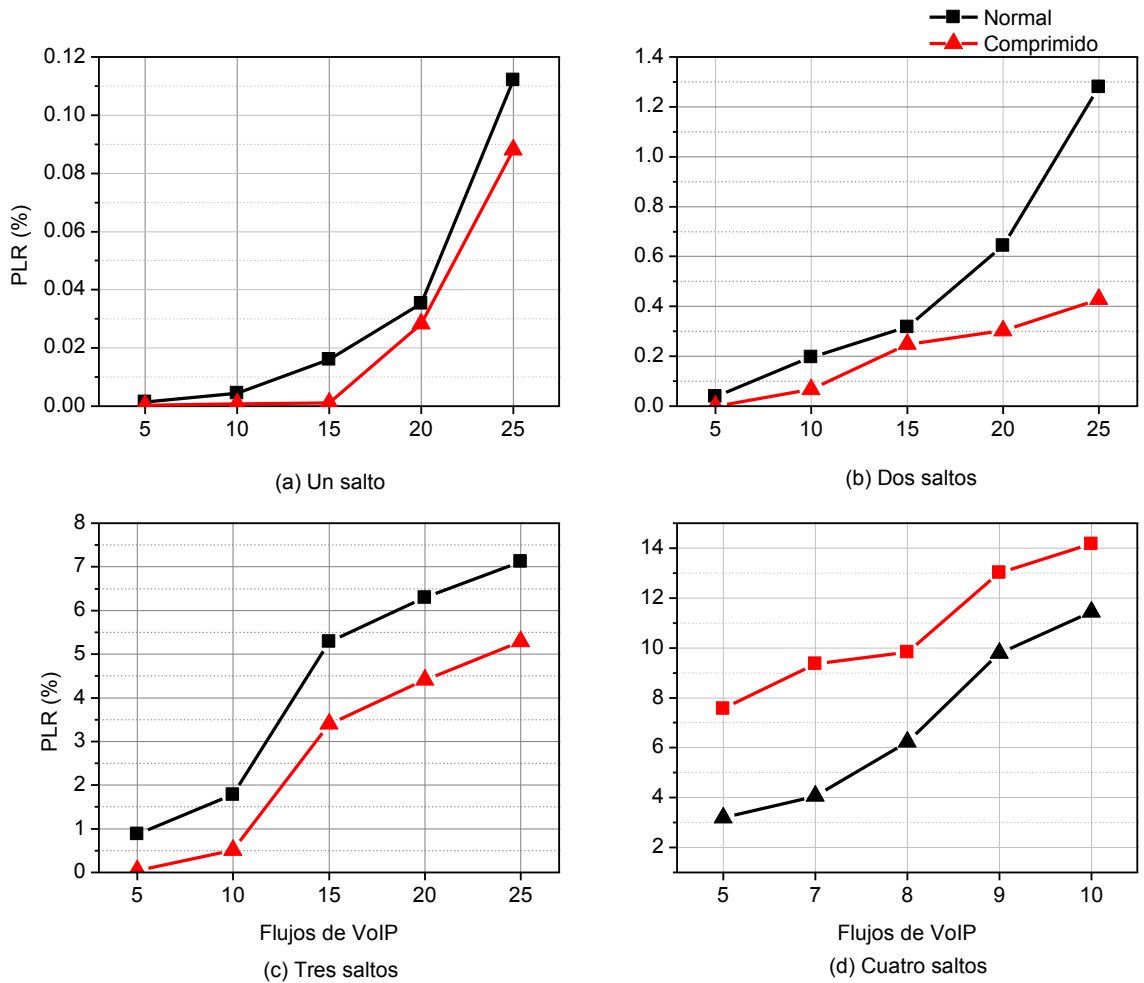 Normal
Comprimido
0.12
0.10
0.08
0.06
0.04
0.02
0.00
PLR (%)
5 10 15 20 25
(a) Un salto
1.4
1.2
1.0
0.8
0.6
0.4
0.2
0.0
5 10 15 20 25
(b) Dos saltos
8
7
6
5
4
3
2
1
0
PLR (%)
5 10 15 20 25
Flujos de VoIP
(c) Tres saltos
14
12
10
8
6
4
2
5 7 8 9 10
Flujos de VoIP
(d) Cuatro saltos